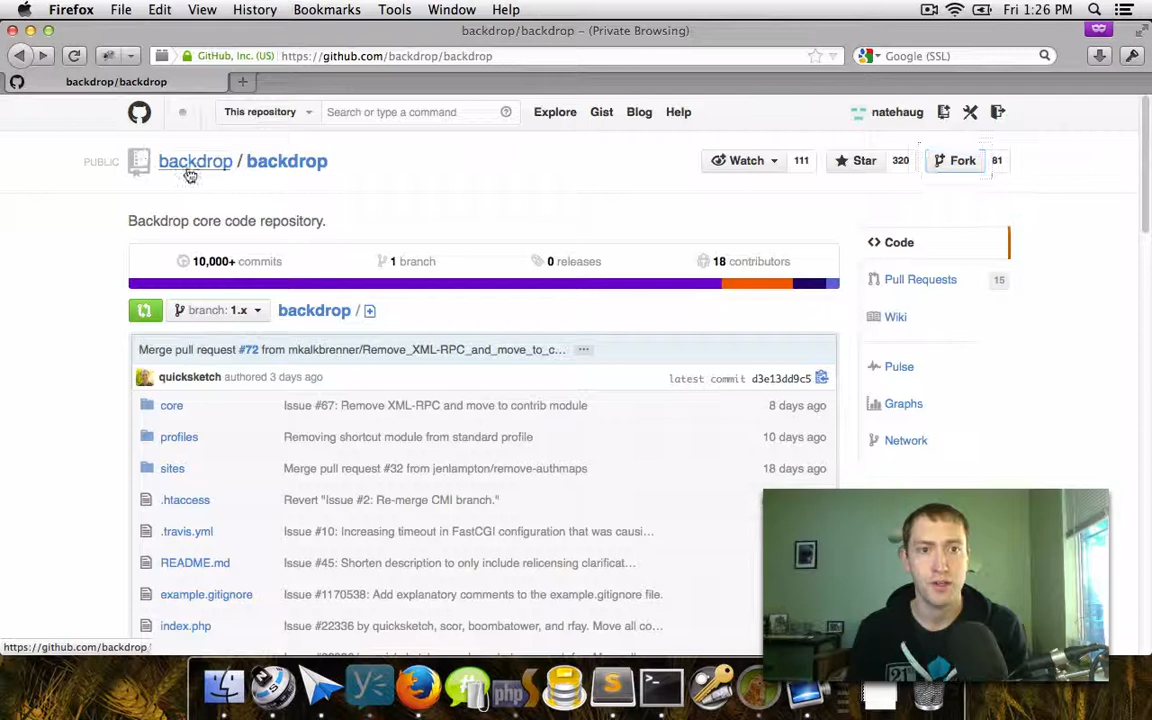 Firefox File Edit View History Bookmarks Tools Window Help Fri 1:26 PM
backdrop/backdrop – (Private Browsing)
GitHub, Inc. (US) https://github.com/backdrop/backdrop Google (SSL)
backdrop/backdrop
This repository Search or type a command Explore Gist Blog Help natehaug
PUBLIC backdrop / backdrop Watch 111 Star 320 Fork 81
Backdrop core code repository.
Code
10,000+ commits 1 branch 0 releases 18 contributors
Pull Requests 15
branch: 1.x backdrop /
Wiki
Merge pull request #72 from mkalkbrenner/Remove_XML-RPC_and_move_to_c… ...
Pulse
quicksketch authored 3 days ago latest commit d3e13dd9c5
core Issue #67: Remove XML-RPC and move to contrib module 8 days ago
Graphs
profiles Removing shortcut module from standard profile 10 days ago
Network
sites Merge pull request #32 from jenlampton/remove-authmaps 18 days ago
.htaccess Revert "Issue #2: Re-merge CMI branch."
.travis.yml Issue #10: Increasing timeout in FastCGI configuration that was causi…
README.md Issue #45: Shorten description to only include relicensing clarificat…
example.gitignore Issue #1170538: Add explanatory comments to the example.gitignore file.
index.php Issue #22336 by quicksketch, scor, boombatower, and rfay. Move all co…
https://github.com/backdrop
php